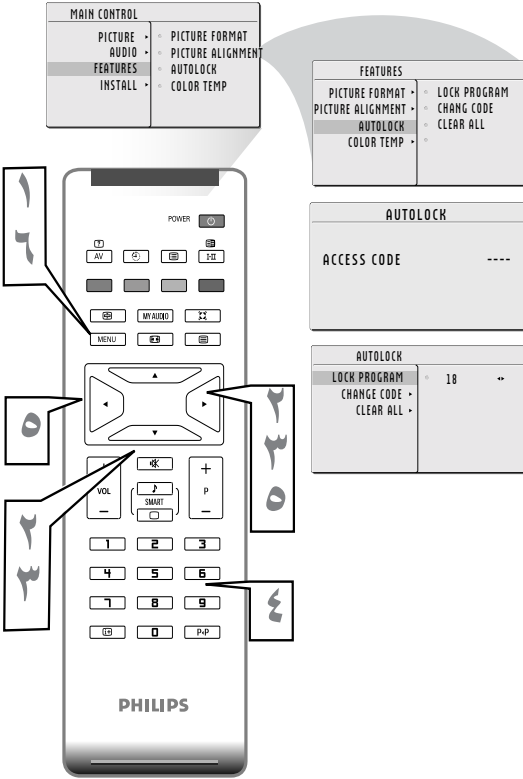 MAIN CONTROL
PICTURE PICTURE FORMAT
AUDIO PICTURE ALIGNMENT
FEATURES AUTOLOCK
INSTALL COLOR TEMP
FEATURES
PICTURE FORMAT LOCK PROGRAM
PICTURE ALIGNMENT CHANG CODE
AUTOLOCK CLEAR ALL
COLOR TEMP
AUTOLOCK
ACCESS CODE ----
AUTOLOCK
LOCK PROGRAM 18
CHANGE CODE
CLEAR ALL
١
٦
POWER
?
AV I-II
MY AUDIO
MENU
٥
٢
٣
٥
٢
٣
+
VOL
−
SMART
+
P
−
1 2 3
4 5 6
7 8 9
i+ 0 P◂P
٤
PHILIPS